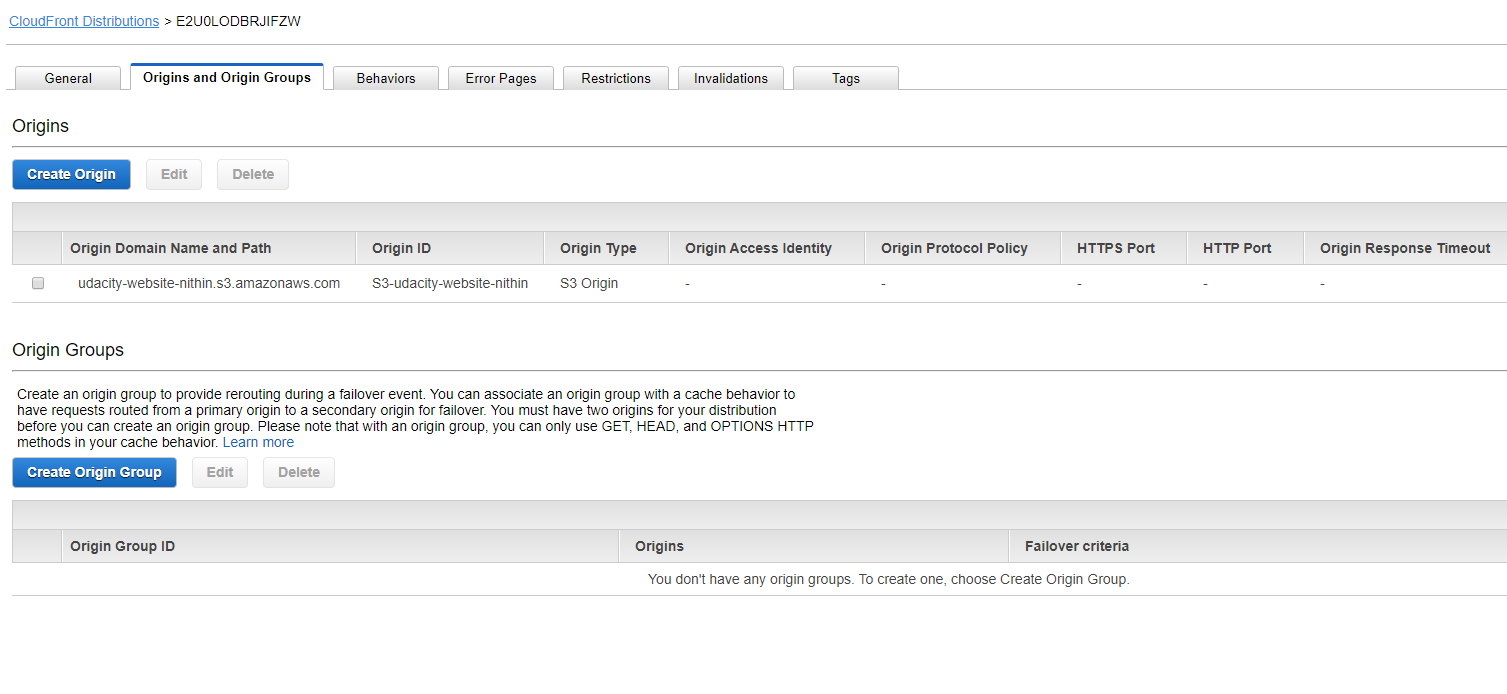 CloudFront Distributions > E2U0LODBRJIFZW
General Origins and Origin Groups Behaviors Error Pages Restrictions Invalidations Tags
Origins
Create Origin Edit Delete
Origin Domain Name and Path Origin ID Origin Type Origin Access Identity Origin Protocol Policy HTTPS Port HTTP Port Origin Response Timeout
udacity-website-nithin.s3.amazonaws.com S3-udacity-website-nithin S3 Origin - - - - -
Origin Groups
Create an origin group to provide rerouting during a failover event. You can associate an origin group with a cache behavior to
have requests routed from a primary origin to a secondary origin for failover. You must have two origins for your distribution
before you can create an origin group. Please note that with an origin group, you can only use GET, HEAD, and OPTIONS HTTP
methods in your cache behavior. Learn more
Create Origin Group Edit Delete
Origin Group ID Origins Failover criteria
You don't have any origin groups. To create one, choose Create Origin Group.